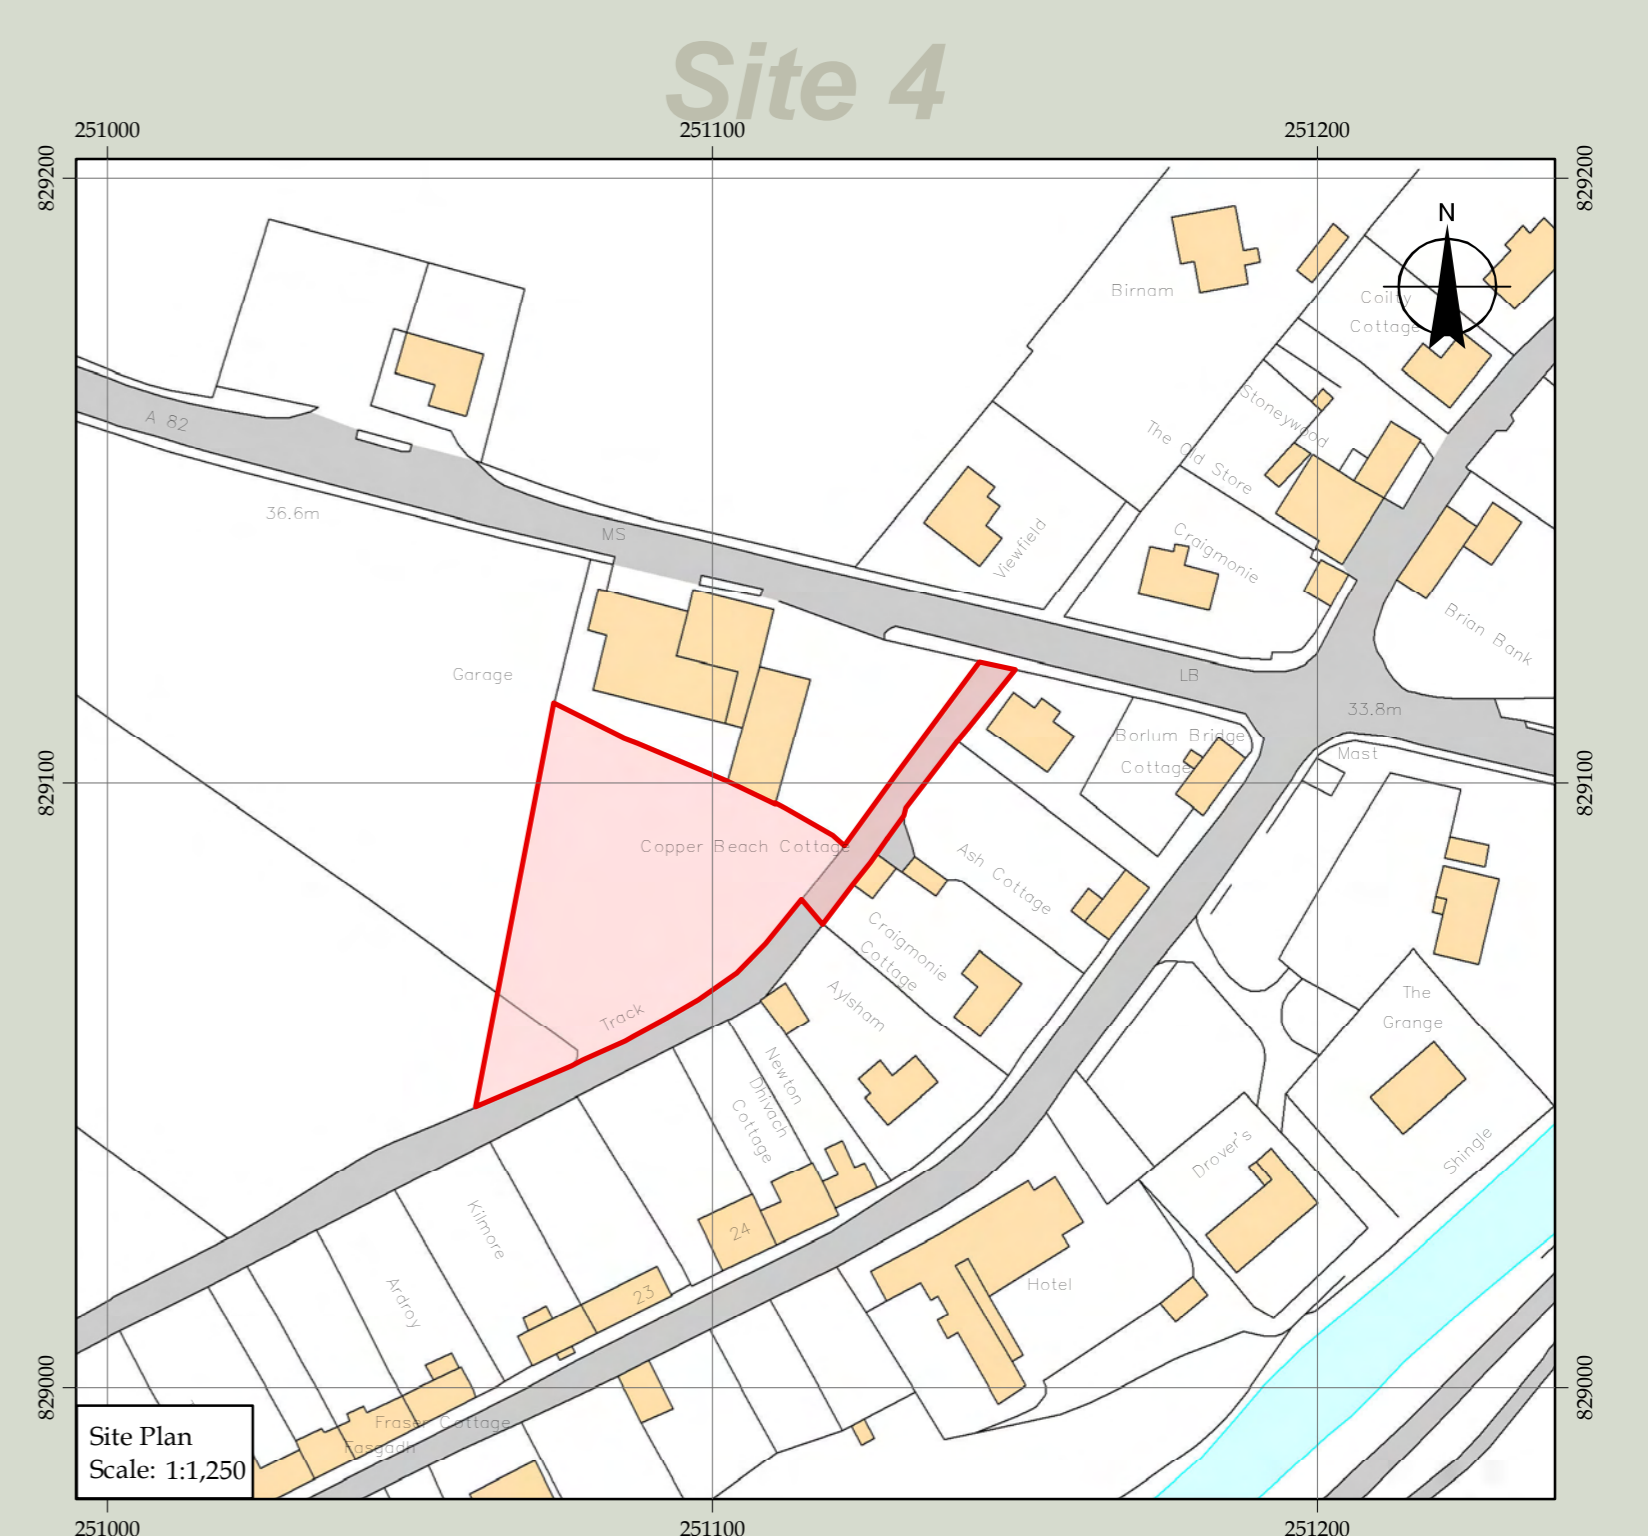 Site 4
251000
251100
251200
829200
829200
N
Birnam
Coilty
Cottage
A 82
Stoneywood
The Old Store
36.6m
MS
Viewfield
Craigmonie
Brian Bank
Garage
LB
33.8m
Borlum Bridge
Cottage
Mast
829100
829100
Copper Beach Cottage
Ash Cottage
Craigmonie
Cottage
Aylsham
The
Grange
Track
Newton
Dhivach
Cottage
Drover's
Shingle
Kilmore
24
Ardroy
23
Hotel
829000
829000
Fraser Cottage
Fasgadh
Site Plan
Scale: 1:1,250
251000
251100
251200